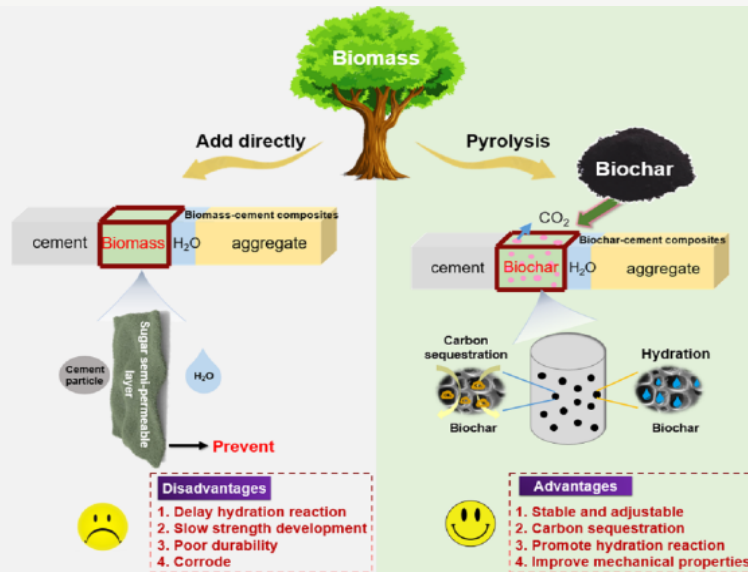 Biomass
Add directly
Pyrolysis
Biochar
Biomass-cement composites
cement
Biomass
H₂O
aggregate
CO₂
Biochar-cement composites
cement
Biochar
H₂O
aggregate
Cement
particle
Sugar semi-permeable
layer
H₂O
Prevent
Carbon
sequestration
Biochar
Hydration
Biochar
Disadvantages
1. Delay hydration reaction
2. Slow strength development
3. Poor durability
4. Corrode
Advantages
1. Stable and adjustable
2. Carbon sequestration
3. Promote hydration reaction
4. Improve mechanical properties